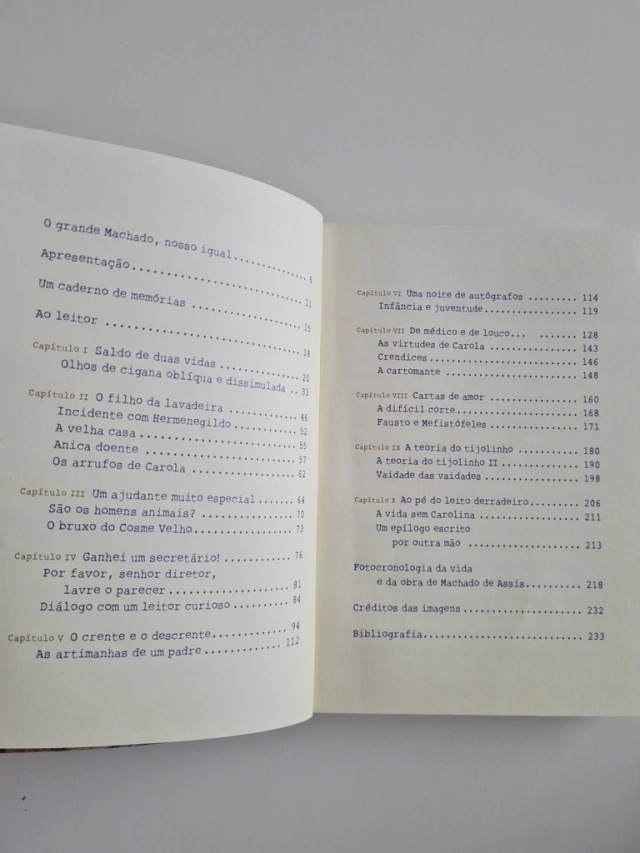 O grande Machado, nosso igual............. 6
Apresentação......................... 11
Um caderno de memórias ................. 15
Ao leitor ............................. 18
Capítulo I Saldo de duas vidas ............. 20
Olhos de cigana oblíqua e dissimulada .. 33
Capítulo II O filho da lavadeira ............ 46
Incidente com Hermenegildo .......... 52
A velha casa ........................ 55
Anica doente ........................ 57
Os arrufos de Carola ................ 62
Capítulo III Um ajudante muito especial ...... 64
São os homens animais? .............. 70
O bruxo do Cosme Velho............... 73
Capítulo IV Ganhei um secretário! ........... 76
Por favor, senhor diretor,
lavre o parecer................... 81
Diálogo com um leitor curioso ........ 84
Capítulo V O crente e o descrente............ 94
As artimanhas de um padre............ 112
Capítulo VI Uma noite de autógrafos ......... 114
Infância e juventude.............. 119
Capítulo VII De médico e de louco... ....... 128
As virtudes de Carola ............. 143
Crendices ......................... 146
A cartomante ...................... 148
Capítulo VIII Cartas de amor ................ 160
A difícil corte................... 168
Fausto e Mefistófeles ............. 171
Capítulo IX A teoria do tijolinho .......... 180
A teoria do tijolinho II .......... 190
Vaidade das vaidades .............. 198
Capítulo X Ao pé do leito derradeiro........ 206
A vida sem Carolina ............... 211
Um epílogo escrito
por outra mão .................. 213
Fotocronologia da vida
e da obra de Machado de Assis........ 218
Créditos das imagens .................. 232
Bibliografia........................... 233